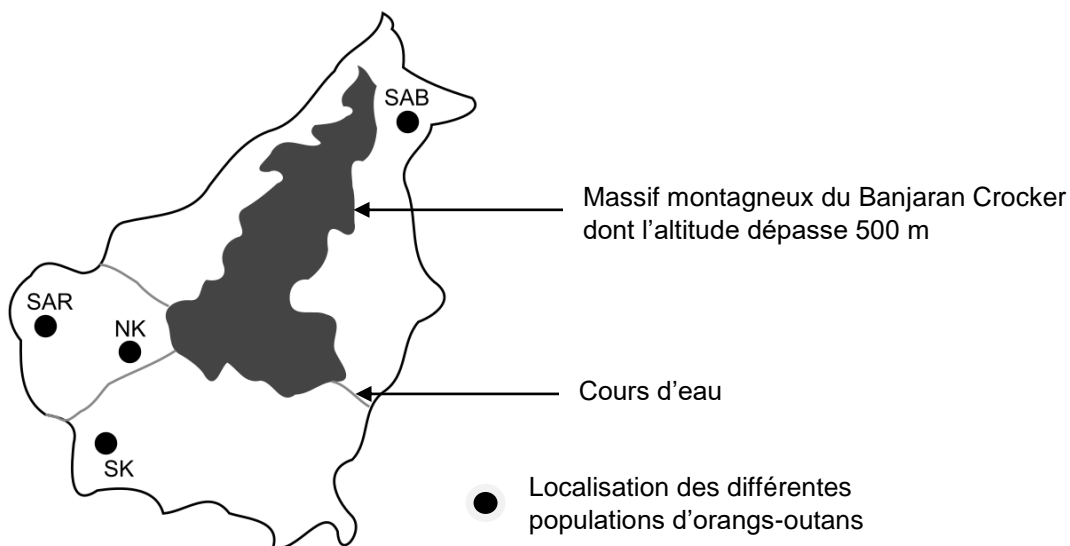 SAB
Massif montagneux du Banjaran Crocker
dont l’altitude dépasse 500 m
SAR
NK
Cours d’eau
SK
Localisation des différentes
populations d’orangs-outans